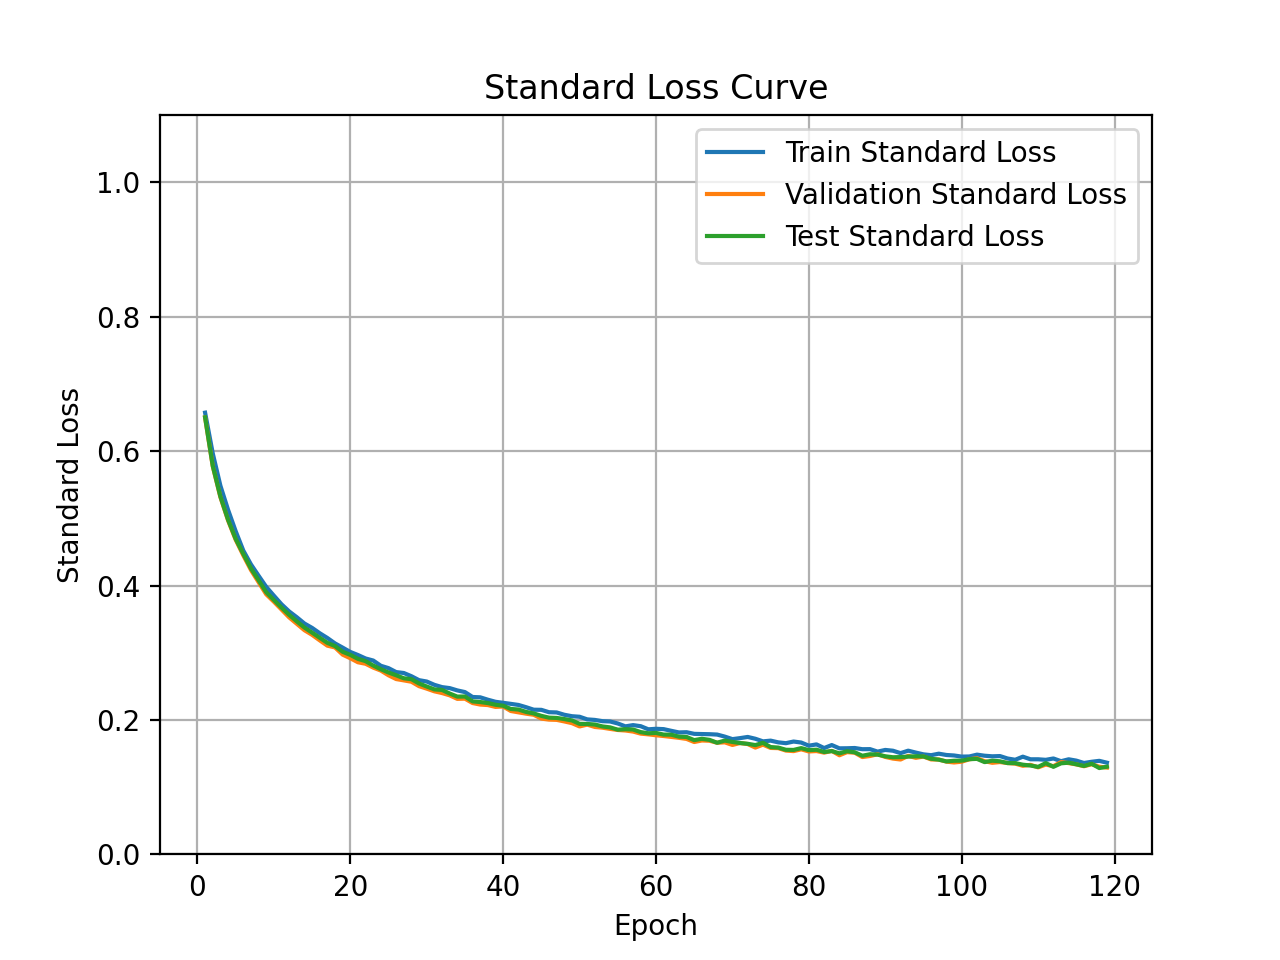 Standard Loss Curve
Train Standard Loss
Validation Standard Loss
Test Standard Loss
Standard Loss
1.0
0.8
0.6
0.4
0.2
0.0
0 20 40 60 80 100 120
Epoch